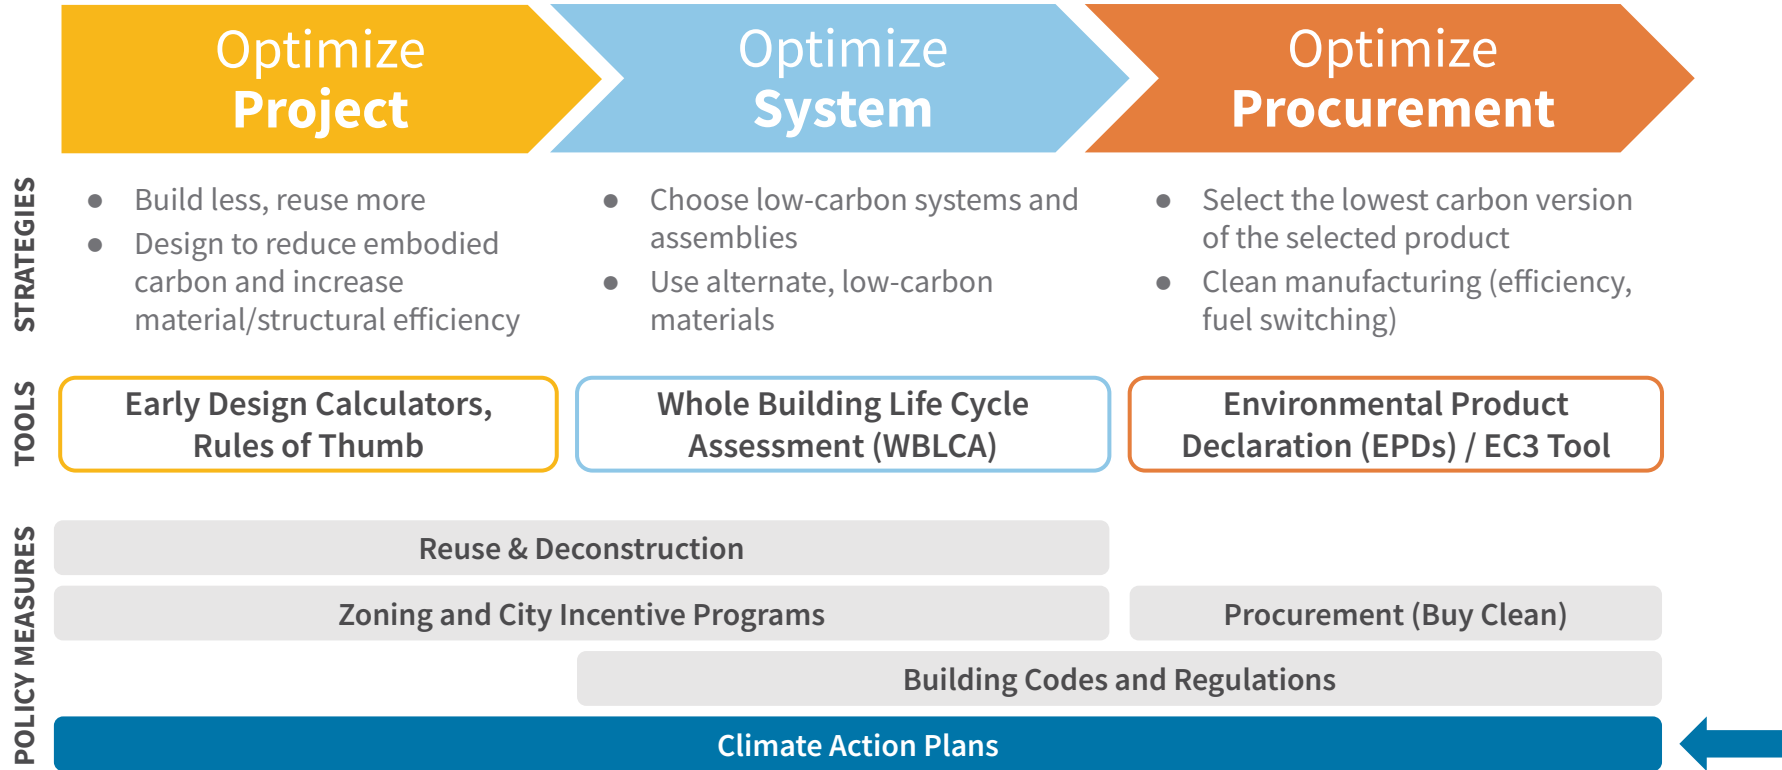 Optimize
Project
Optimize
System
Optimize
Procurement
STRATEGIES
● Build less, reuse more
● Design to reduce embodied
carbon and increase
material/structural efficiency
● Choose low-carbon systems and
assemblies
● Use alternate, low-carbon
materials
● Select the lowest carbon version
of the selected product
● Clean manufacturing (efficiency,
fuel switching)
TOOLS
Early Design Calculators,
Rules of Thumb
Whole Building Life Cycle
Assessment (WBLCA)
Environmental Product
Declaration (EPDs) / EC3 Tool
POLICY MEASURES
Reuse & Deconstruction
Zoning and City Incentive Programs
Procurement (Buy Clean)
Building Codes and Regulations
Climate Action Plans